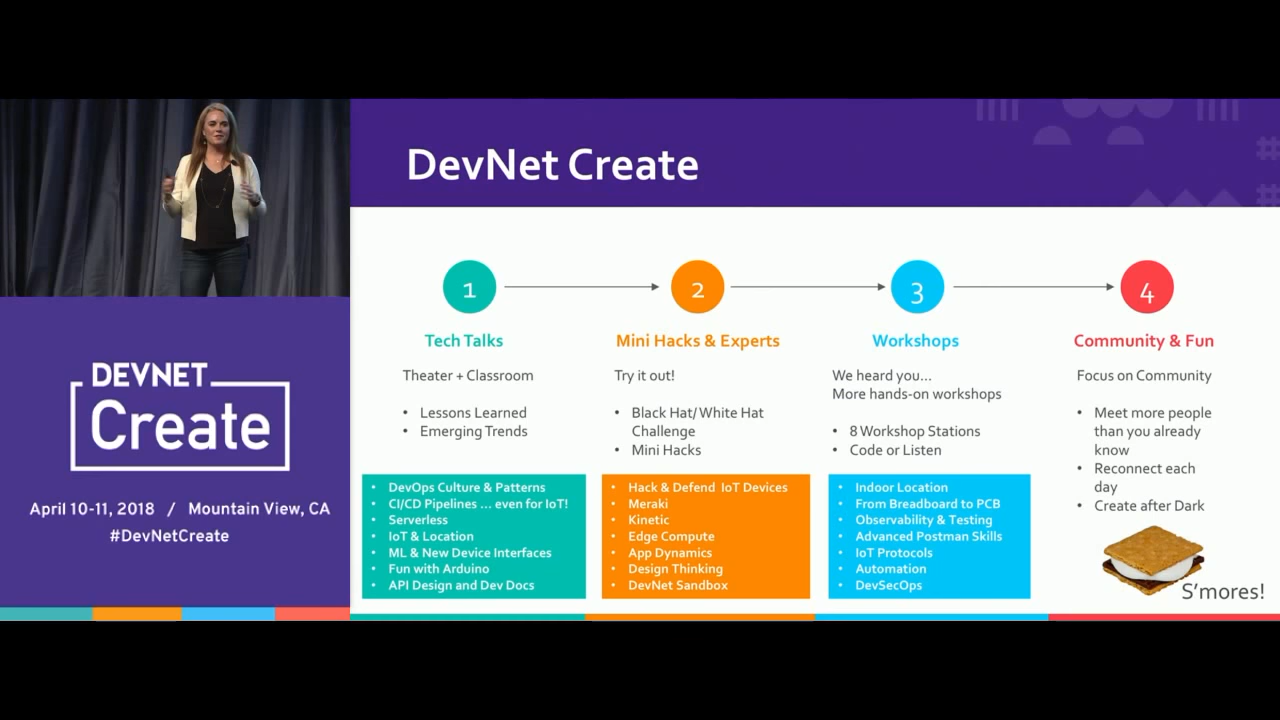 DEVNET
Create
April 10-11, 2018 / Mountain View, CA
#DevNetCreate
DevNet Create
1
Tech Talks
Theater + Classroom
• Lessons Learned
• Emerging Trends
• DevOps Culture & Patterns
• CI/CD Pipelines ... even for IoT!
• Serverless
• IoT & Location
• ML & New Device Interfaces
• Fun with Arduino
• API Design and Dev Docs
2
Mini Hacks & Experts
Try it out!
• Black Hat/ White Hat
Challenge
• Mini Hacks
• Hack & Defend IoT Devices
• Meraki
• Kinetic
• Edge Compute
• App Dynamics
• Design Thinking
• DevNet Sandbox
3
Workshops
We heard you...
More hands-on workshops
• 8 Workshop Stations
• Code or Listen
• Indoor Location
• From Breadboard to PCB
• Observability & Testing
• Advanced Postman Skills
• IoT Protocols
• Automation
• DevSecOps
4
Community & Fun
Focus on Community
• Meet more people
than you already
know
• Reconnect each
day
• Create after Dark
S'mores!